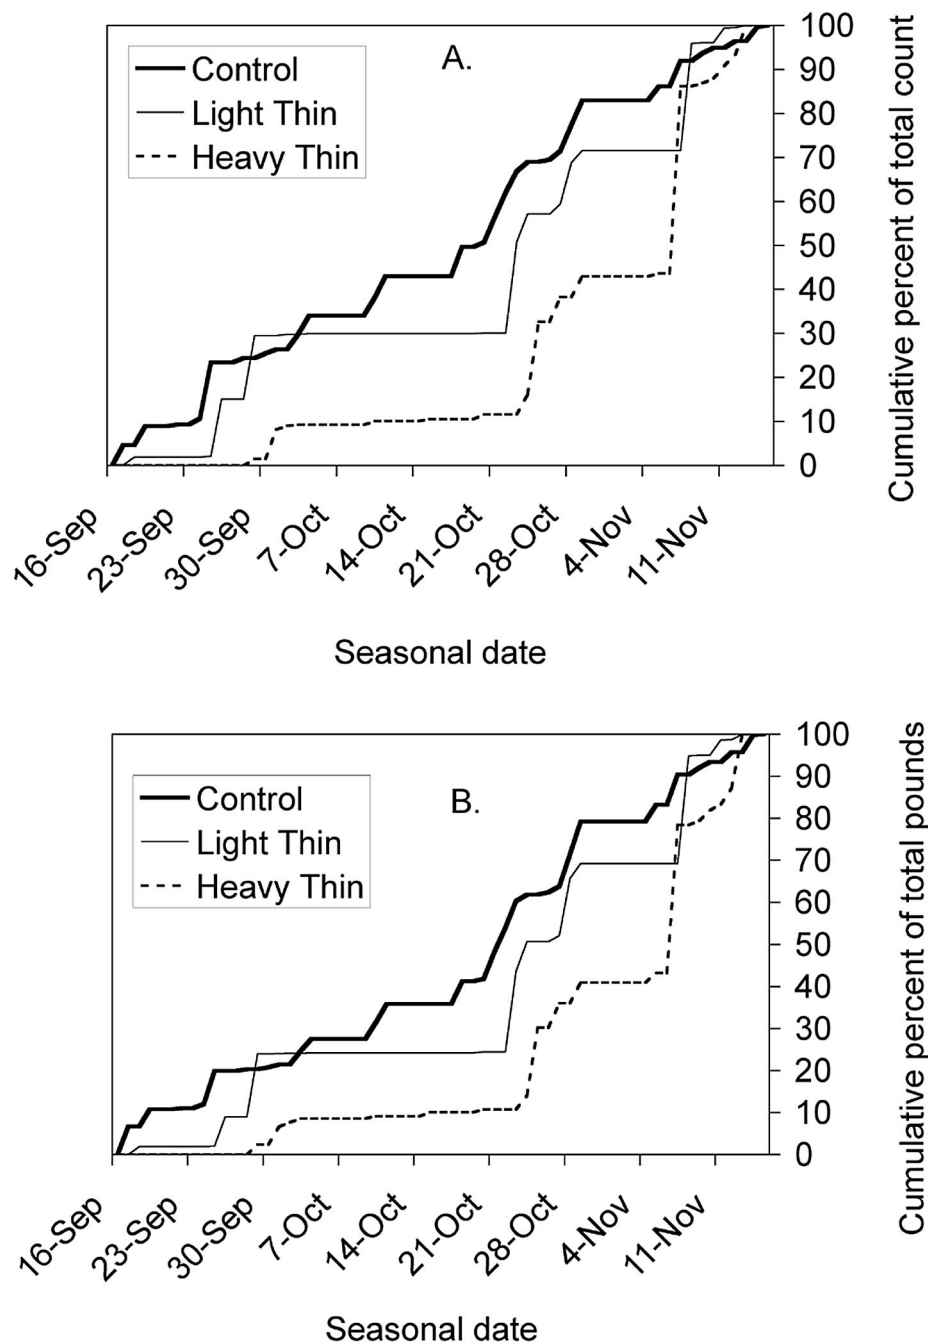 A.
Control
Light Thin
Heavy Thin
100
90
80
70
60
50
40
30
20
10
0
Cumulative percent of total count
16-Sep
23-Sep
30-Sep
7-Oct
14-Oct
21-Oct
28-Oct
4-Nov
11-Nov
Seasonal date
B.
Control
Light Thin
Heavy Thin
100
90
80
70
60
50
40
30
20
10
0
Cumulative percent of total pounds
16-Sep
23-Sep
30-Sep
7-Oct
14-Oct
21-Oct
28-Oct
4-Nov
11-Nov
Seasonal date